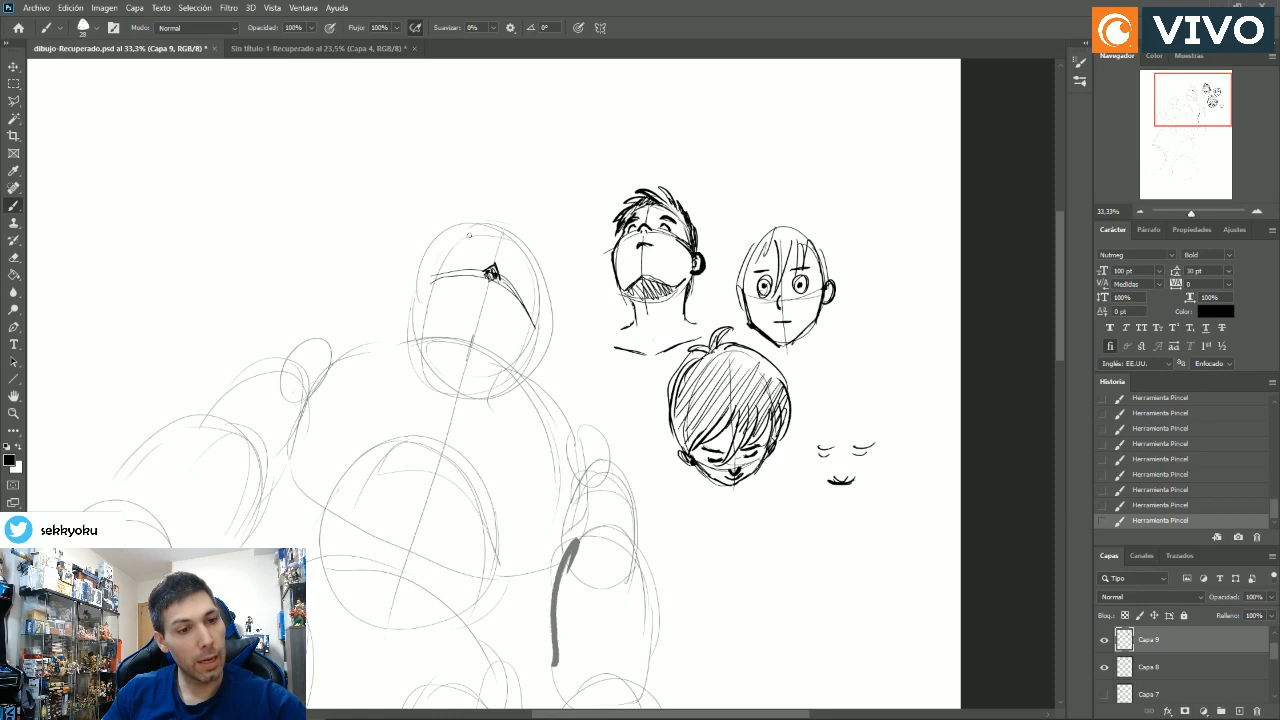 Archivo Edición Imagen Capa Texto Selección Filtro 3D Vista Ventana Ayuda
28 Modo: Normal Opacidad: 100% Flujo: 100% Suavizar: 0% 0°
dibujo-Recuperado.psd al 33,3% (Capa 9, RGB/8) * × Sin título-1-Recuperado al 23,5% (Capa 4, RGB/8) * ×
VIVO
Navegador Color Muestras
33,33%
Carácter Párrafo Propiedades Ajustes
Nutmeg Bold
100 pt 30 pt
Medidas 0
100% 100%
0 pt Color:
Inglés: EE.UU. Enfocado
Historia
Herramienta Pincel
Herramienta Pincel
Herramienta Pincel
Herramienta Pincel
Herramienta Pincel
Herramienta Pincel
Herramienta Pincel
Herramienta Pincel
Herramienta Pincel
Capas Canales Trazados
Tipo
Normal Opacidad: 100%
Bloq.: Relleno: 100%
Capa 9
Capa 8
Capa 7
sekkyoku